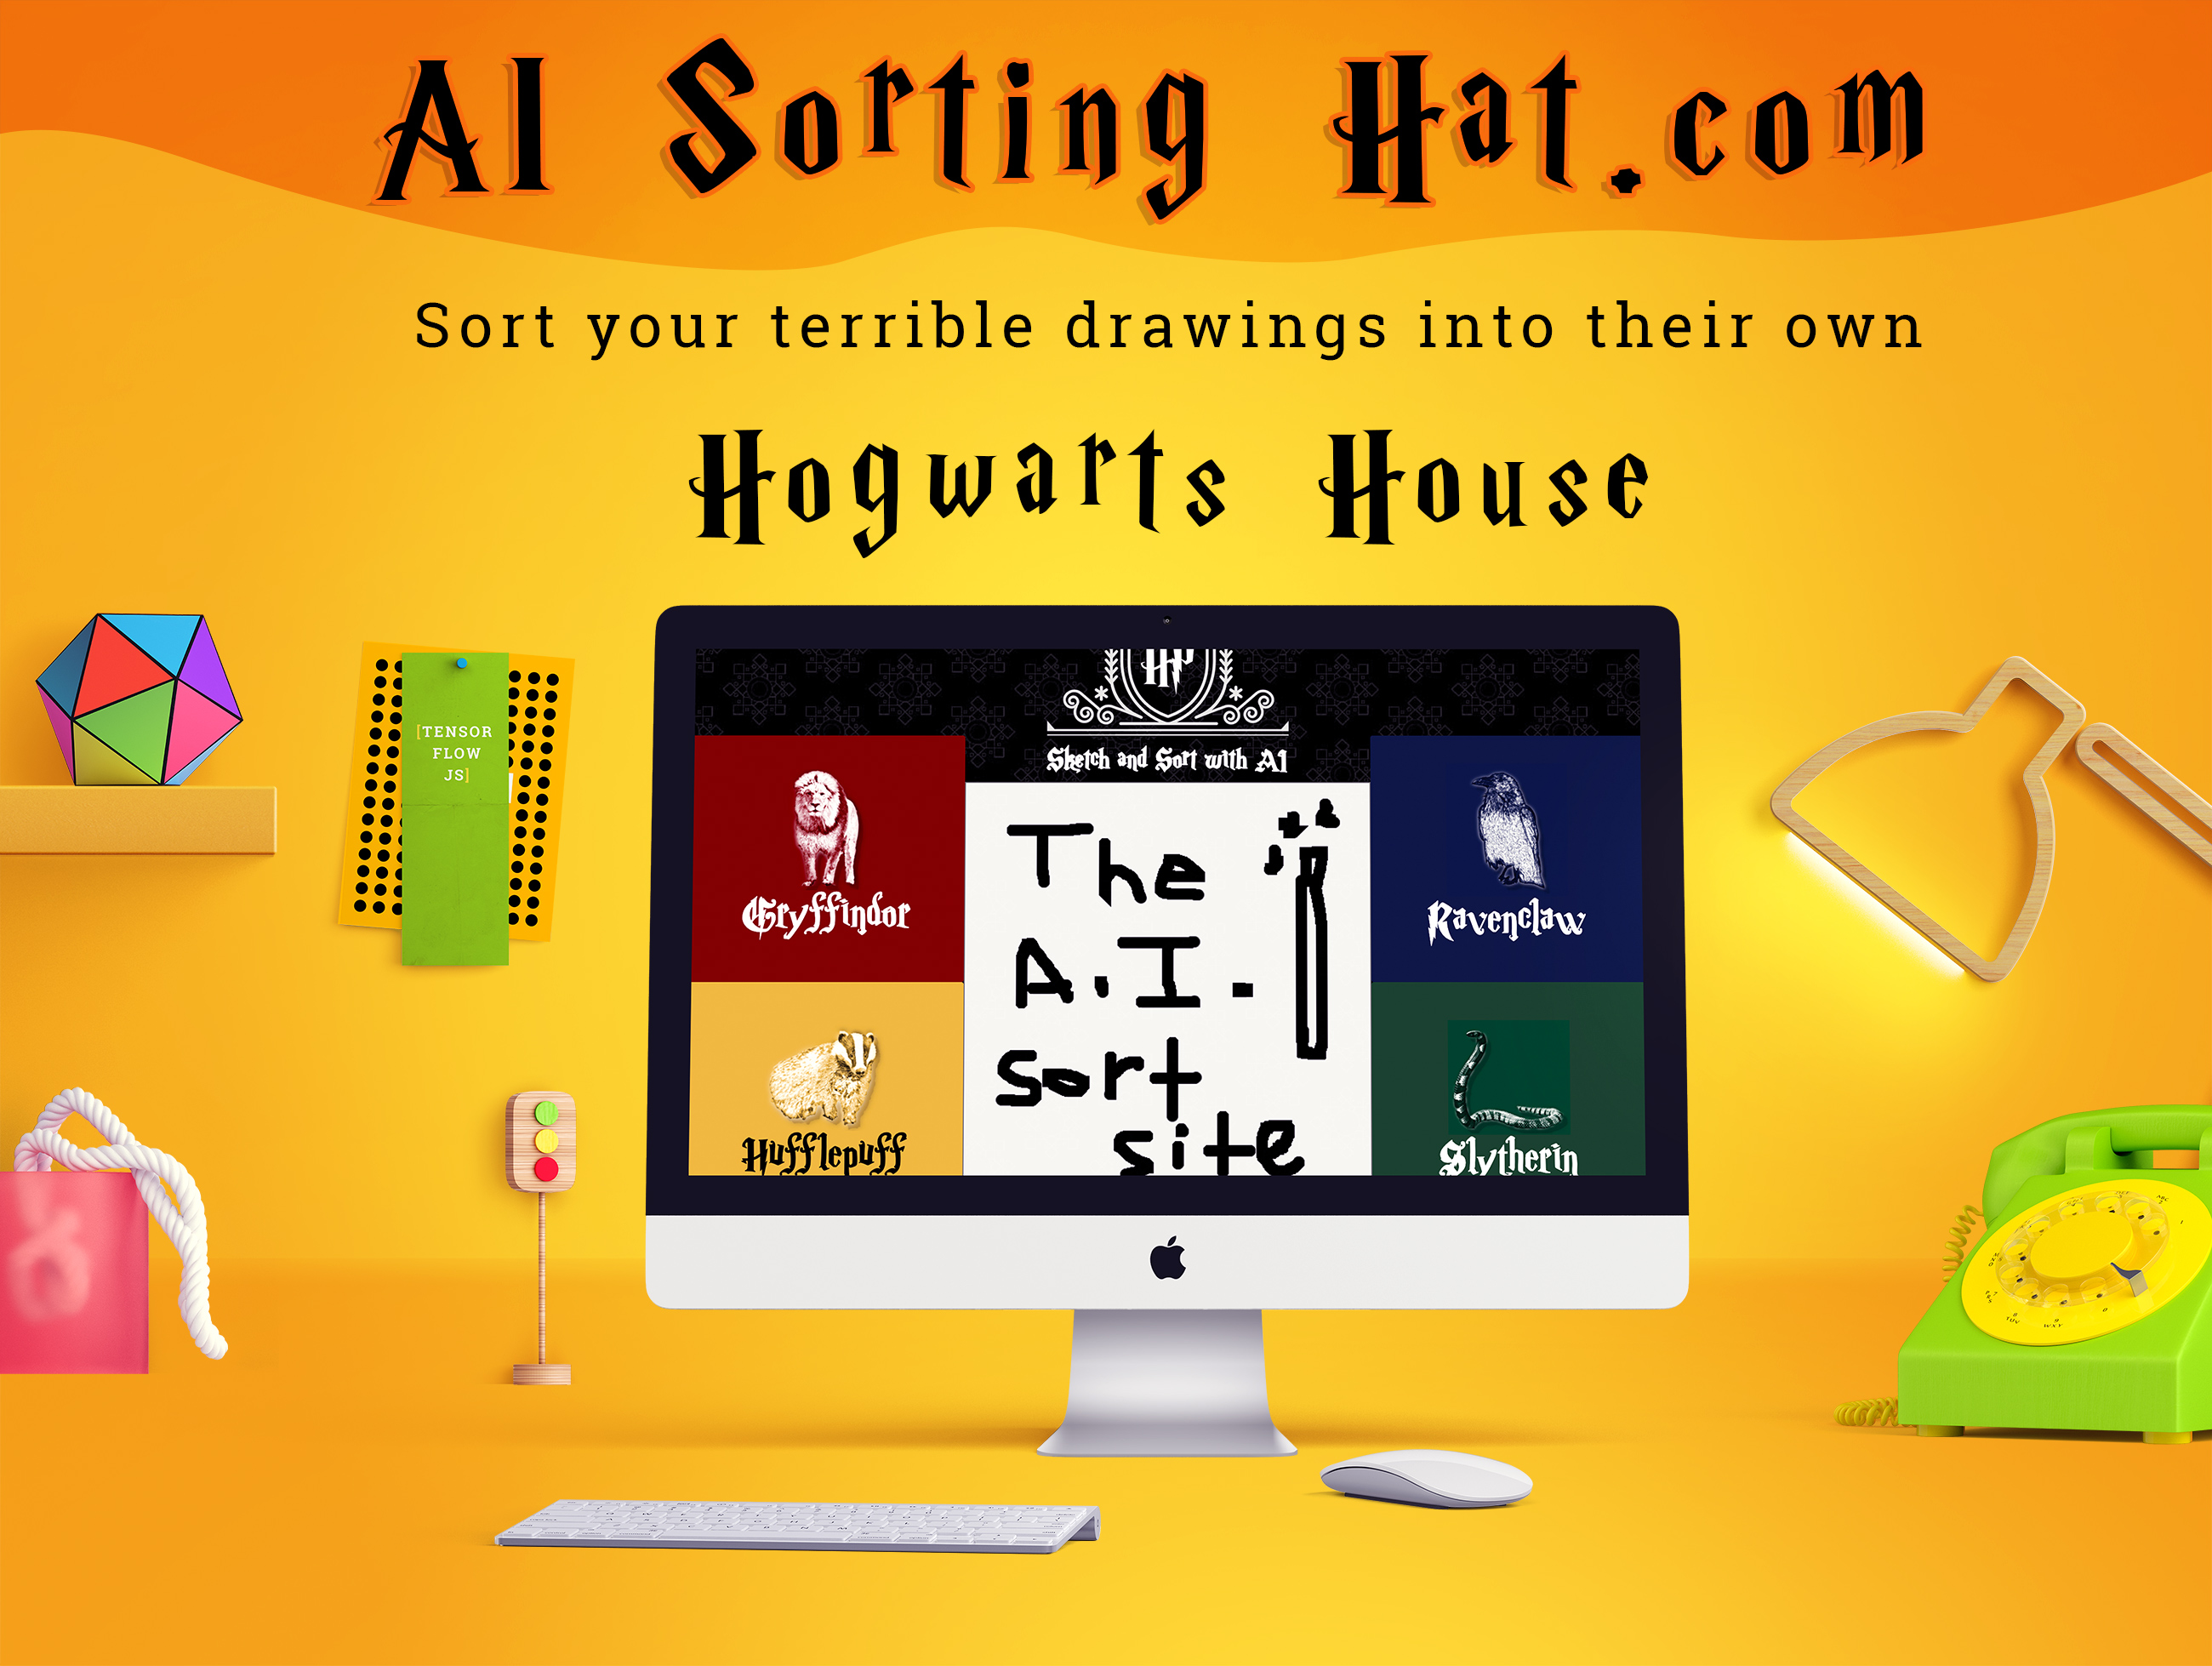 AI Sorting Hat.com
Sort your terrible drawings into their own
Hogwarts House
[TENSOR
FLOW
JS]
HP
Sketch and Sort with AI
Gryffindor
Ravenclaw
The
A.I.
sort
site
Hufflepuff
Slytherin